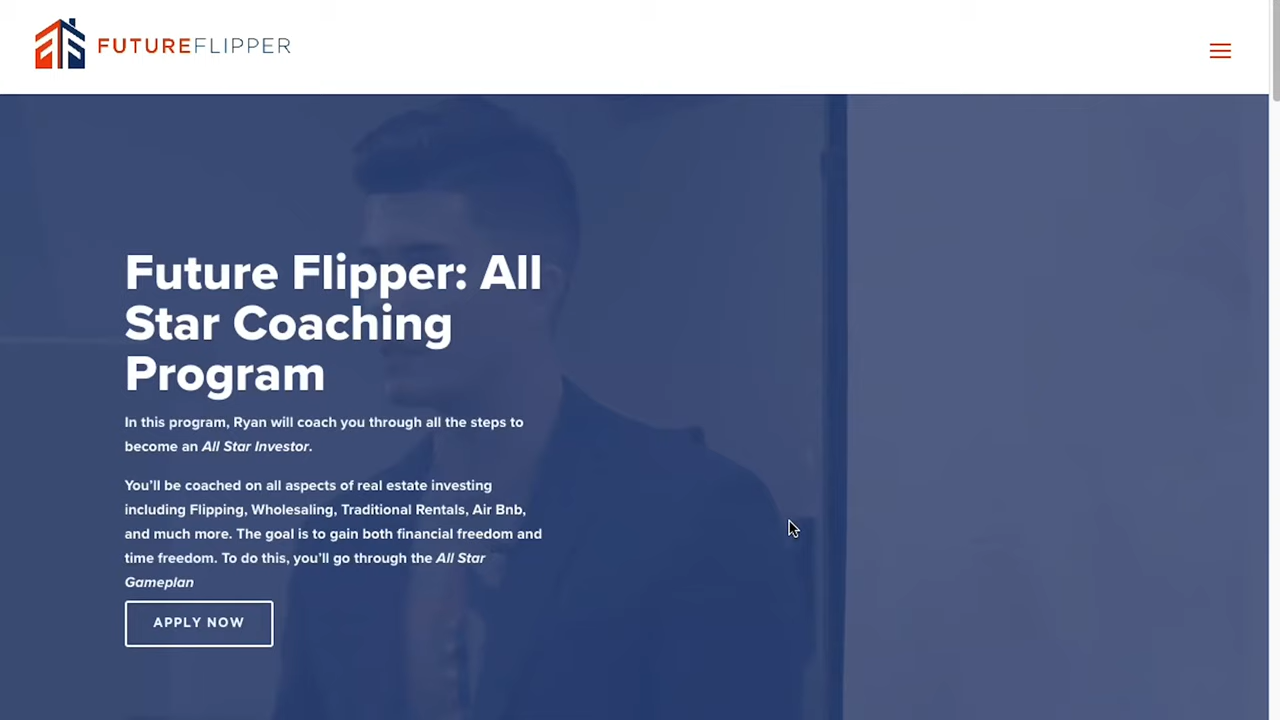 FUTUREFLIPPER
Future Flipper: All
Star Coaching
Program
In this program, Ryan will coach you through all the steps to
become an All Star Investor.
You’ll be coached on all aspects of real estate investing
including Flipping, Wholesaling, Traditional Rentals, Air Bnb,
and much more. The goal is to gain both financial freedom and
time freedom. To do this, you’ll go through the All Star
Gameplan
APPLY NOW